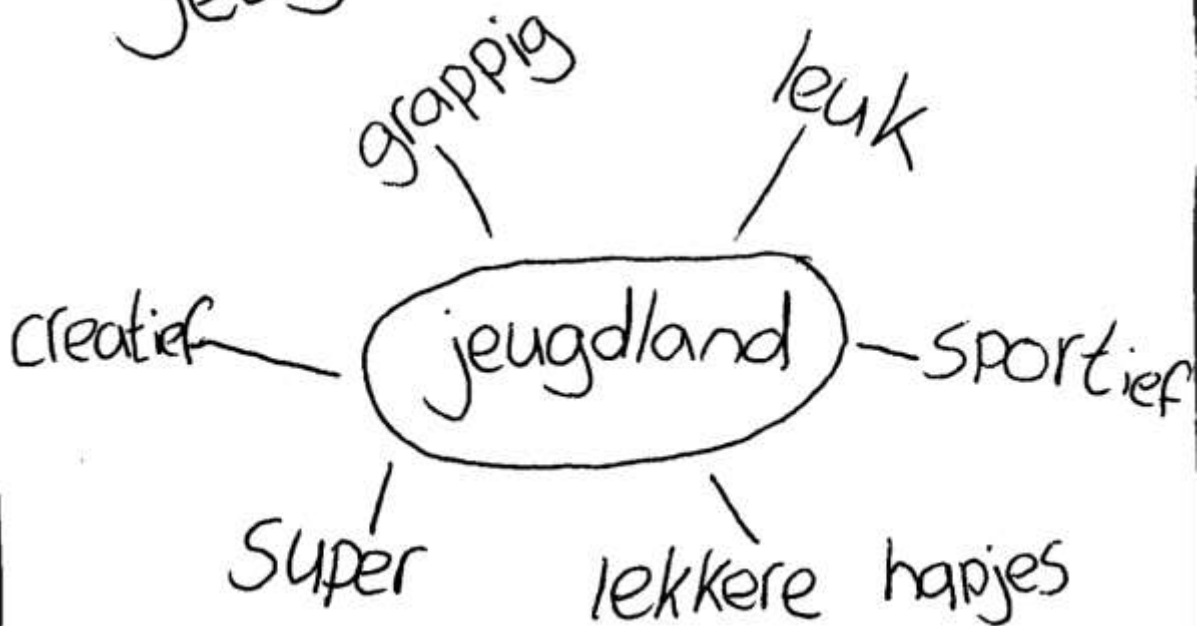 grappig
leuk
creatief
jeugdland
sportief
Super
lekkere hapjes